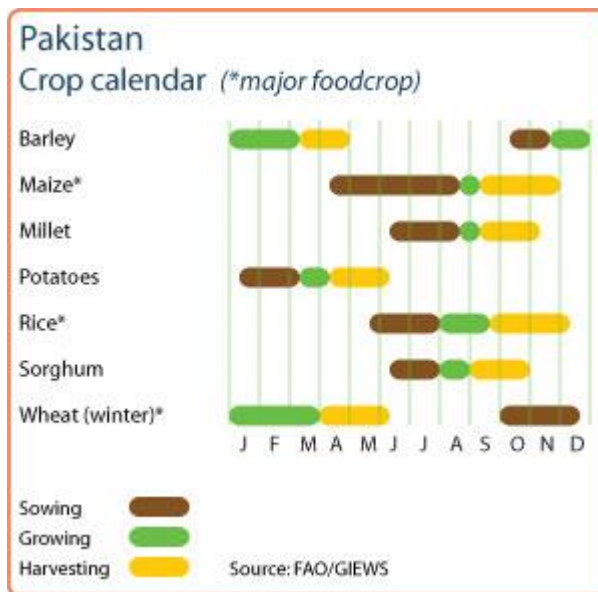 Pakistan
Crop calendar (*major foodcrop)
Barley
Maize*
Millet
Potatoes
Rice*
Sorghum
Wheat (winter)*
J F M A M J J A S O N D
Sowing
Growing
Harvesting Source: FAO/GIEWS